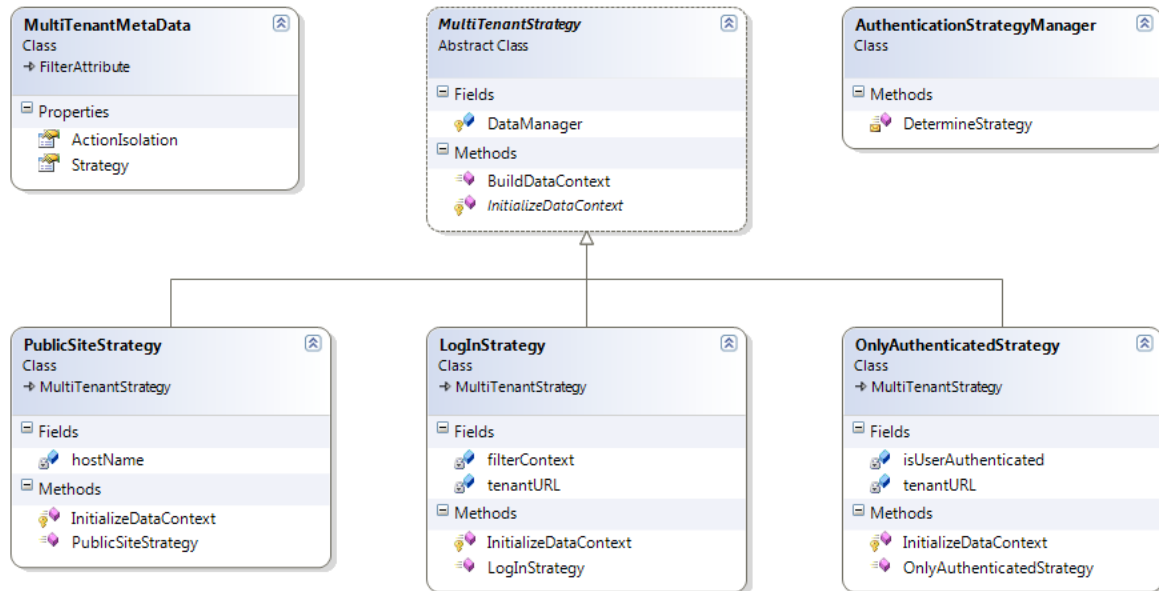 MultiTenantMetaData
Class
FilterAttribute
Properties
ActionIsolation
Strategy
MultiTenantStrategy
Abstract Class
Fields
DataManager
Methods
BuildDataContext
InitializeDataContext
AuthenticationStrategyManager
Class
Methods
DetermineStrategy
PublicSiteStrategy
Class
MultiTenantStrategy
Fields
hostName
Methods
InitializeDataContext
PublicSiteStrategy
LogInStrategy
Class
MultiTenantStrategy
Fields
filterContext
tenantURL
Methods
InitializeDataContext
LogInStrategy
OnlyAuthenticatedStrategy
Class
MultiTenantStrategy
Fields
isUserAuthenticated
tenantURL
Methods
InitializeDataContext
OnlyAuthenticatedStrategy